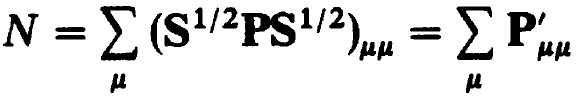 N = ∑_μ (S^{1/2}PS^{1/2})_{μμ} = ∑_μ P′_{μμ}